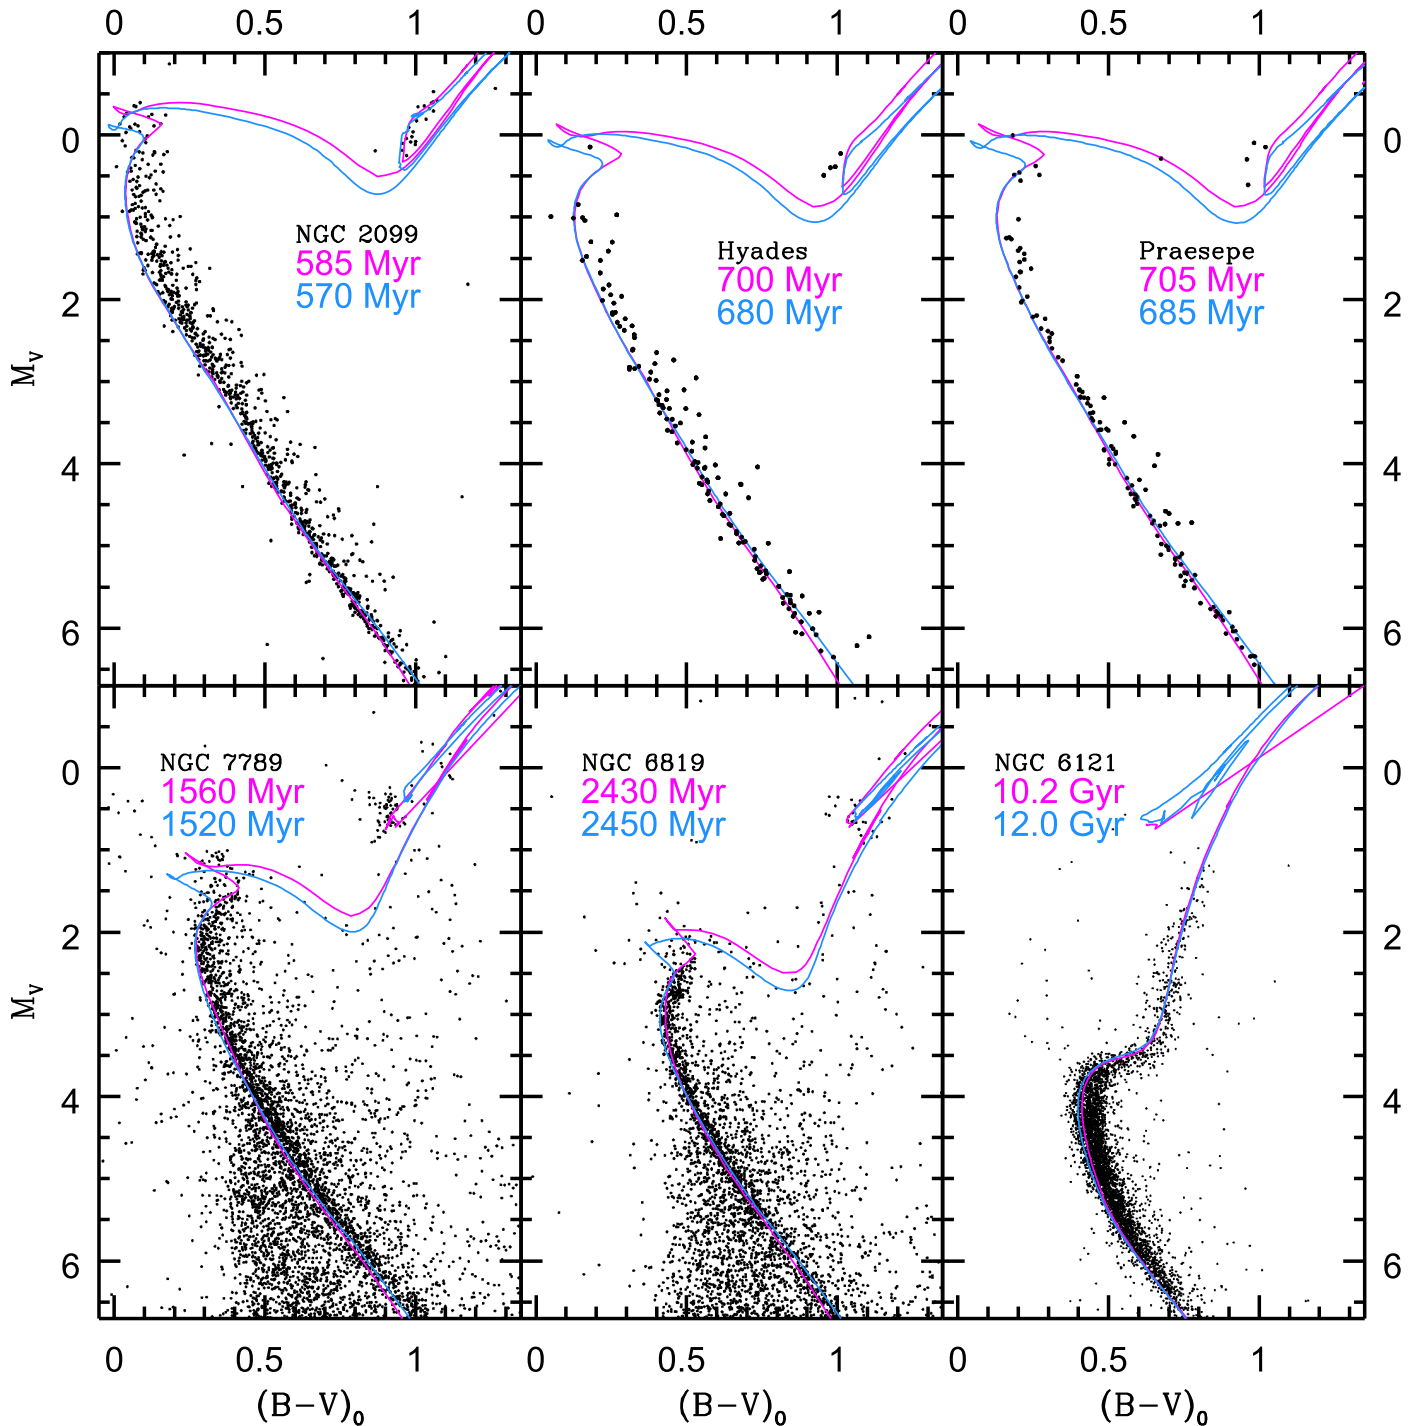 0 0.5 1 0 0.5 1 0 0.5 1
NGC 2099
585 Myr
570 Myr
Hyades
700 Myr
680 Myr
Praesepe
705 Myr
685 Myr
0 2 4 6
M_V
0 2 4 6
NGC 7789
1560 Myr
1520 Myr
NGC 6819
2430 Myr
2450 Myr
NGC 6121
10.2 Gyr
12.0 Gyr
0 2 4 6
M_V
0 2 4 6
0 0.5 1 0 0.5 1 0 0.5 1
(B−V)₀ (B−V)₀ (B−V)₀